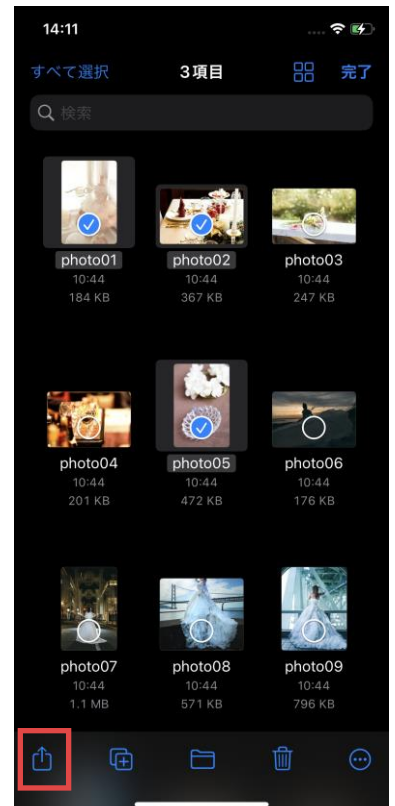 14:11
すべて選択 3項目 完了
検索
photo01 photo02 photo03
10:44 10:44 10:44
184 KB 367 KB 247 KB
photo04 photo05 photo06
10:44 10:44 10:44
201 KB 472 KB 176 KB
photo07 photo08 photo09
10:44 10:44 10:44
1.1 MB 571 KB 796 KB